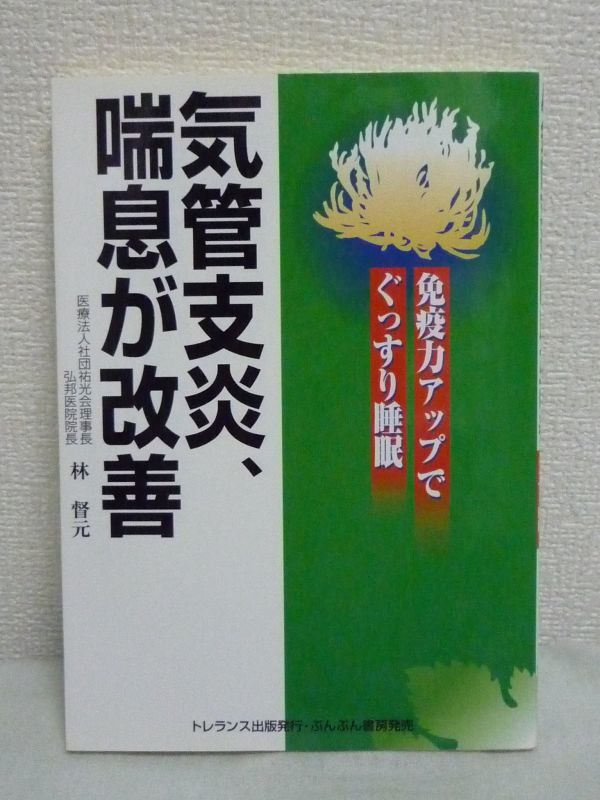 免疫力アップで
ぐっすり睡眠
気管支炎、
喘息が改善
医療法人社団祐光会理事長
弘邦医院院長
林 督元
トレランス出版発行・ぶんぶん書房発売